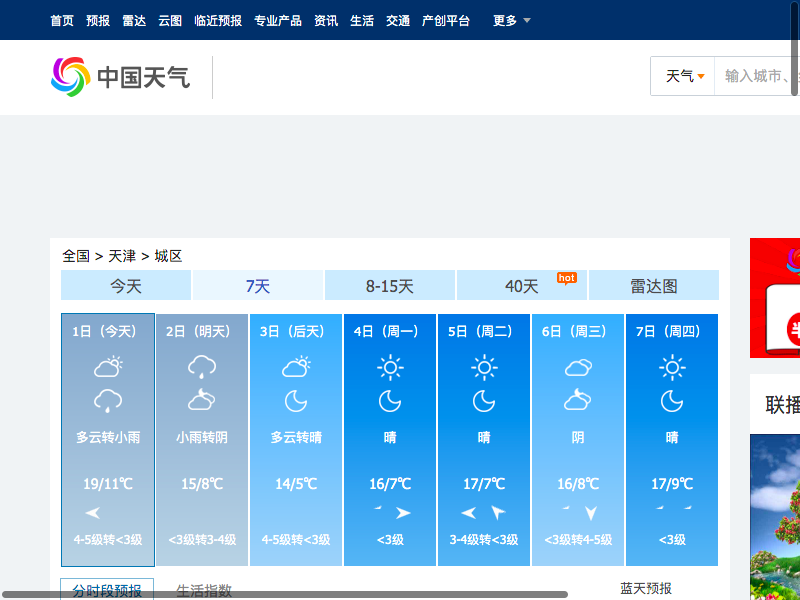 首页 预报 雷达 云图 临近预报 专业产品 资讯 生活 交通 产创平台 更多
中国天气
天气 输入城市、
全国 > 天津 > 城区
今天 7天 8-15天 40天 hot 雷达图
1日（今天） 2日（明天） 3日（后天） 4日（周一） 5日（周二） 6日（周三） 7日（周四）
多云转小雨 小雨转阴 多云转晴 晴 晴 阴 晴
19/11℃ 15/8℃ 14/5℃ 16/7℃ 17/7℃ 16/8℃ 17/9℃
4-5级转<3级 <3级转3-4级 4-5级转<3级 <3级 3-4级转<3级 <3级转4-5级 <3级
分时段预报 生活指数 蓝天预报
联播